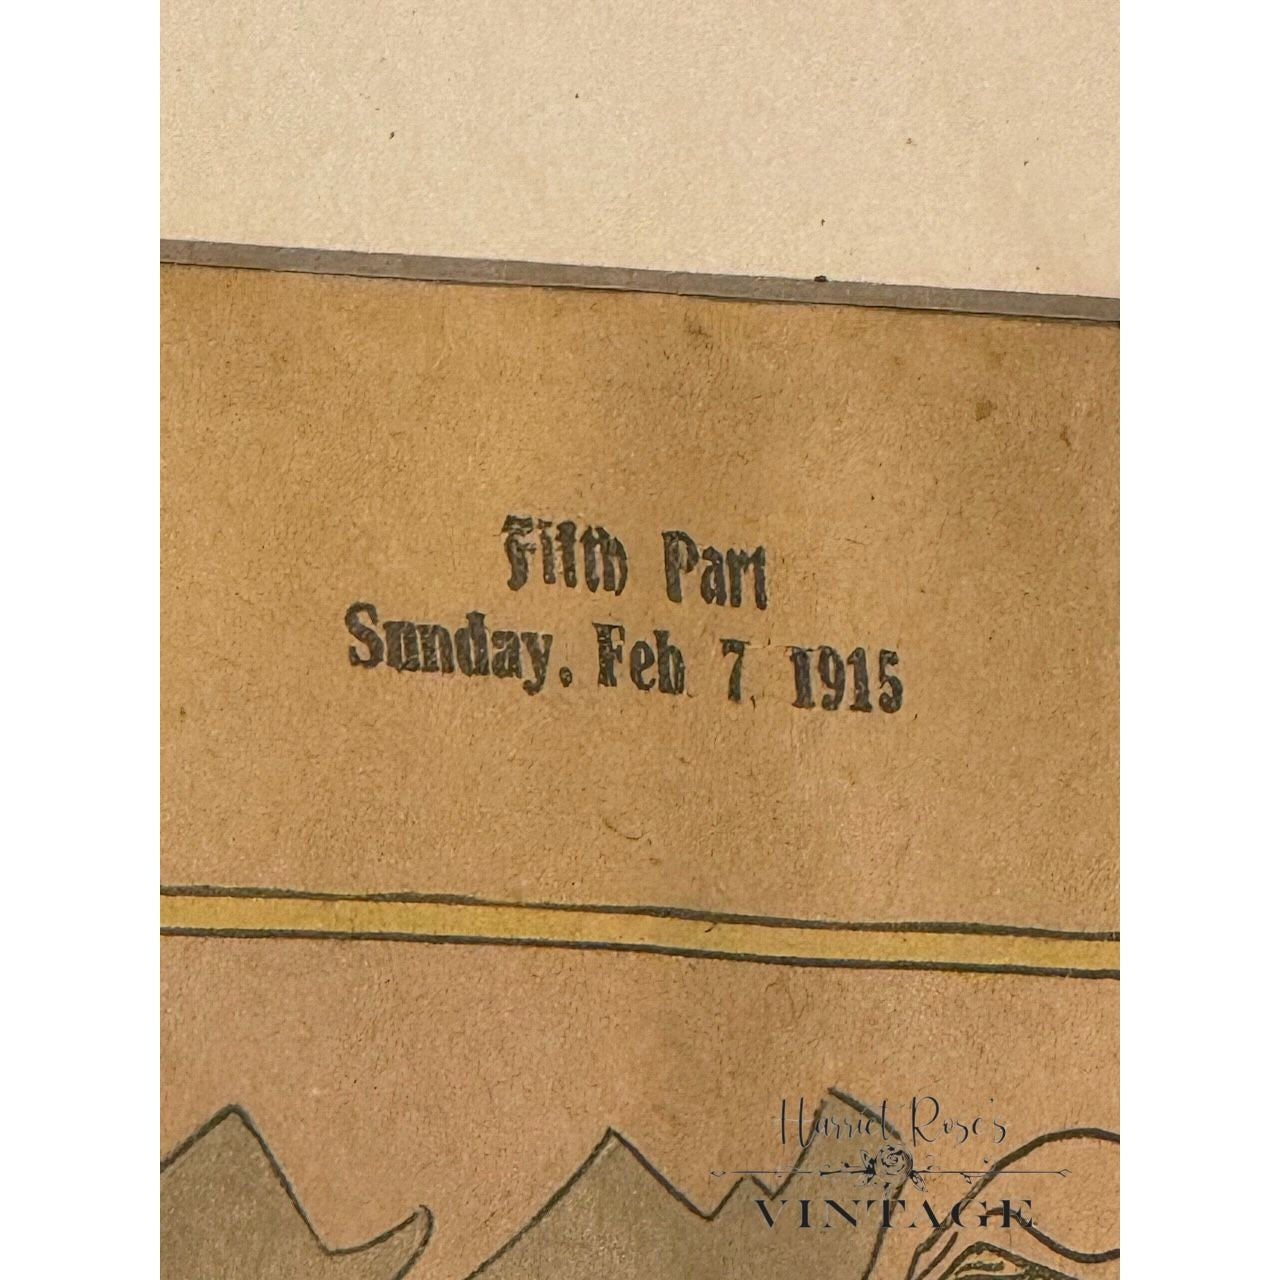 Fifth Part
Sunday, Feb 7 1915
Harriet Rose's
VINTAGE